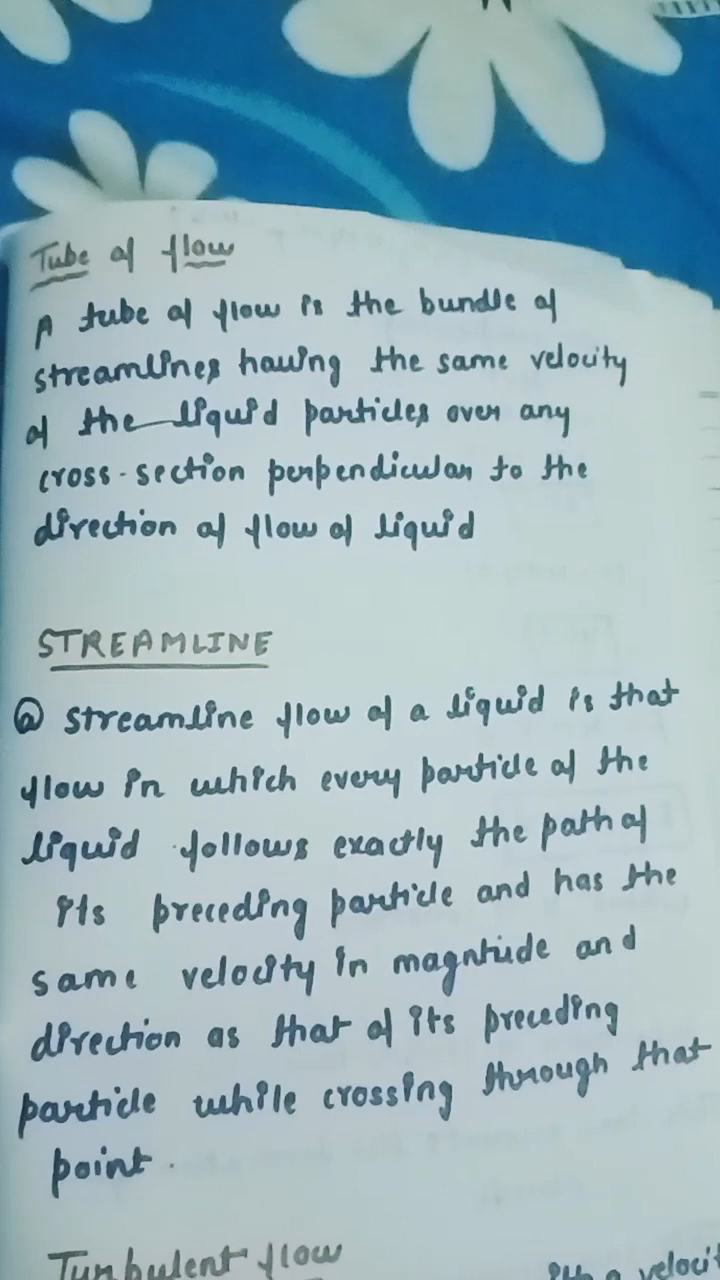 Tube of flow
A tube of flow is the bundle of
streamlines having the same velocity
of the liquid particles over any
cross-section perpendicular to the
direction of flow of liquid
STREAMLINE
@ streamline flow of a liquid is that
flow in which every particle of the
liquid follows exactly the path of
its preceding particle and has the
same velocity in magntude and
direction as that of its preceding
particle while crossing through that
point.
Turbulent flow